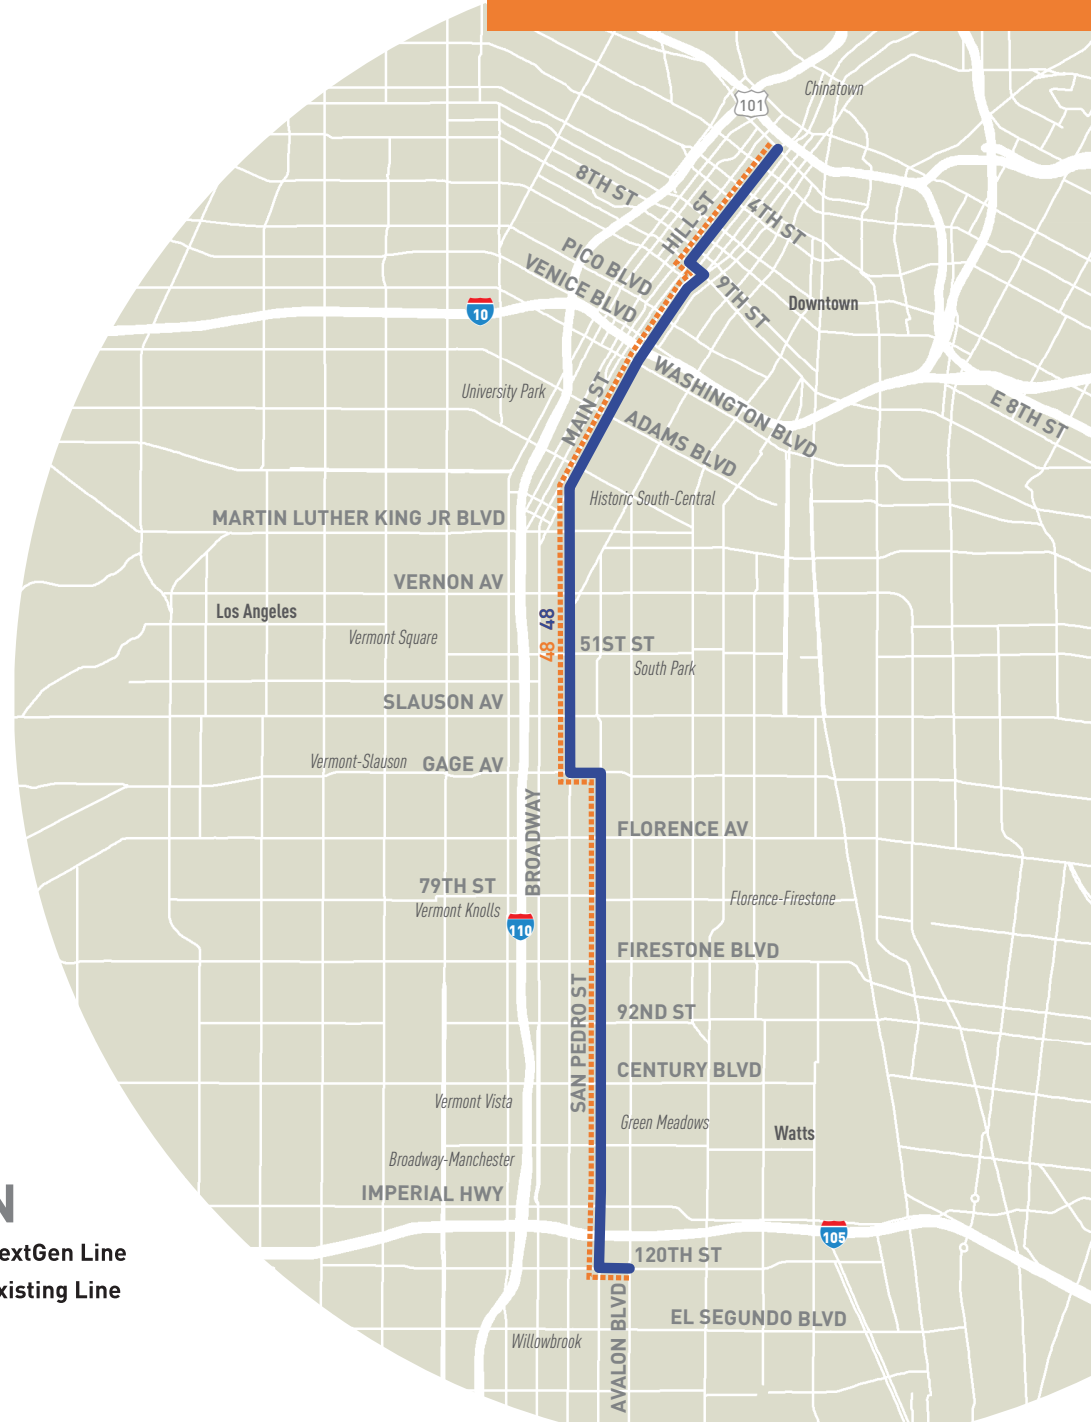 Chinatown
101
8TH ST
HILL ST
4TH ST
PICO BLVD
VENICE BLVD
9TH ST
Downtown
10
University Park
MAIN ST
WASHINGTON BLVD
E 8TH ST
ADAMS BLVD
Historic South-Central
MARTIN LUTHER KING JR BLVD
VERNON AV
Los Angeles
48 48
Vermont Square
51ST ST
South Park
SLAUSON AV
Vermont-Slauson
GAGE AV
BROADWAY
FLORENCE AV
79TH ST
Vermont Knolls
Florence-Firestone
110
FIRESTONE BLVD
SAN PEDRO ST
92ND ST
CENTURY BLVD
Vermont Vista
Green Meadows
Watts
Broadway-Manchester
IMPERIAL HWY
N
extGen Line
105
120TH ST
xisting Line
AVALON BLVD
EL SEGUNDO BLVD
Willowbrook